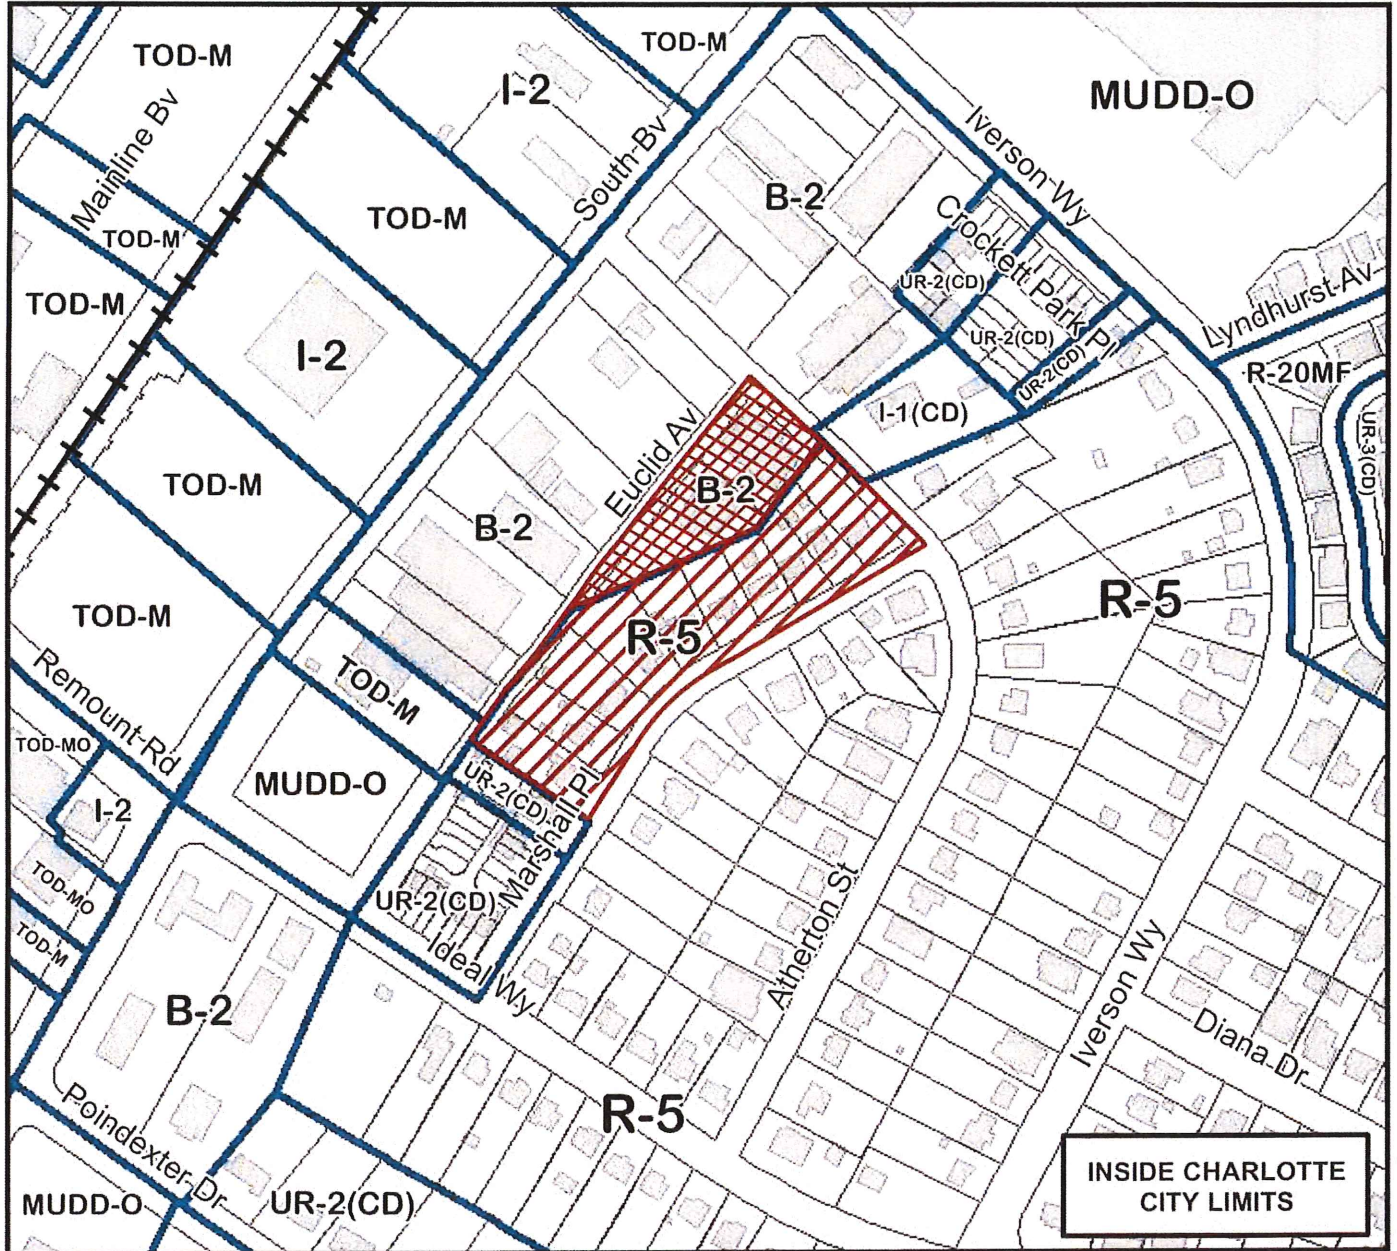 TOD-M
TOD-M
I-2
MUDD-O
Mainline Bv
South Bv
Iverson Wy
B-2
TOD-M
Crockett Park Pl
TOD-M
UR-2(CD)
TOD-M
Lyndhurst Av
UR-2(CD)
I-2
UR-2(CD)
R-20MF
I-1(CD)
UR-3(CD)
Euclid Av
TOD-M
B-2
B-2
R-5
TOD-M
R-5
Remount Rd
TOD-M
TOD-MO
MUDD-O
UR-2(CD)
I-2
Marshall Pl
TOD-MO
UR-2(CD)
TOD-M
Ideal Wy
Atherton St
B-2
Iverson Wy
Diana Dr
R-5
Poindexter Dr
MUDD-O
UR-2(CD)
INSIDE CHARLOTTE
CITY LIMITS